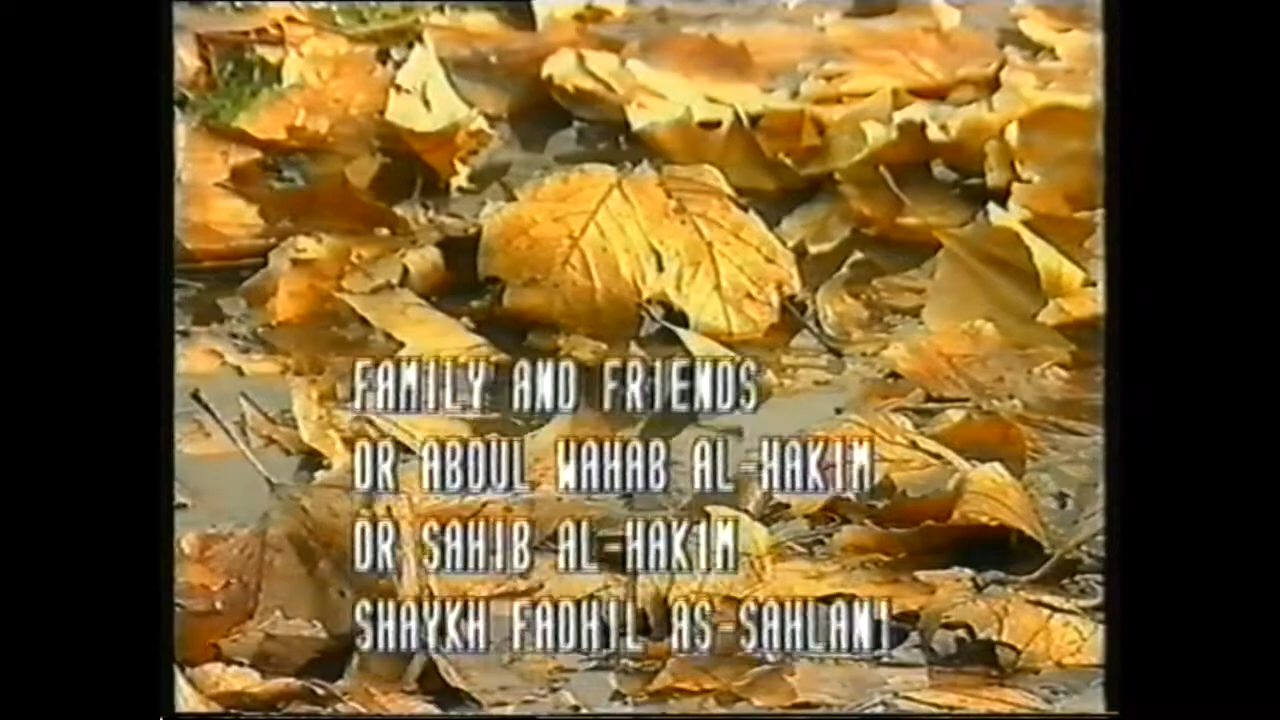 FAMILY AND FRIENDS
DR ABDUL WAHAB AL-HAKIM
DR SAHIB AL-HAKIM
SHAYKH FADHIL AS-SAHLANI